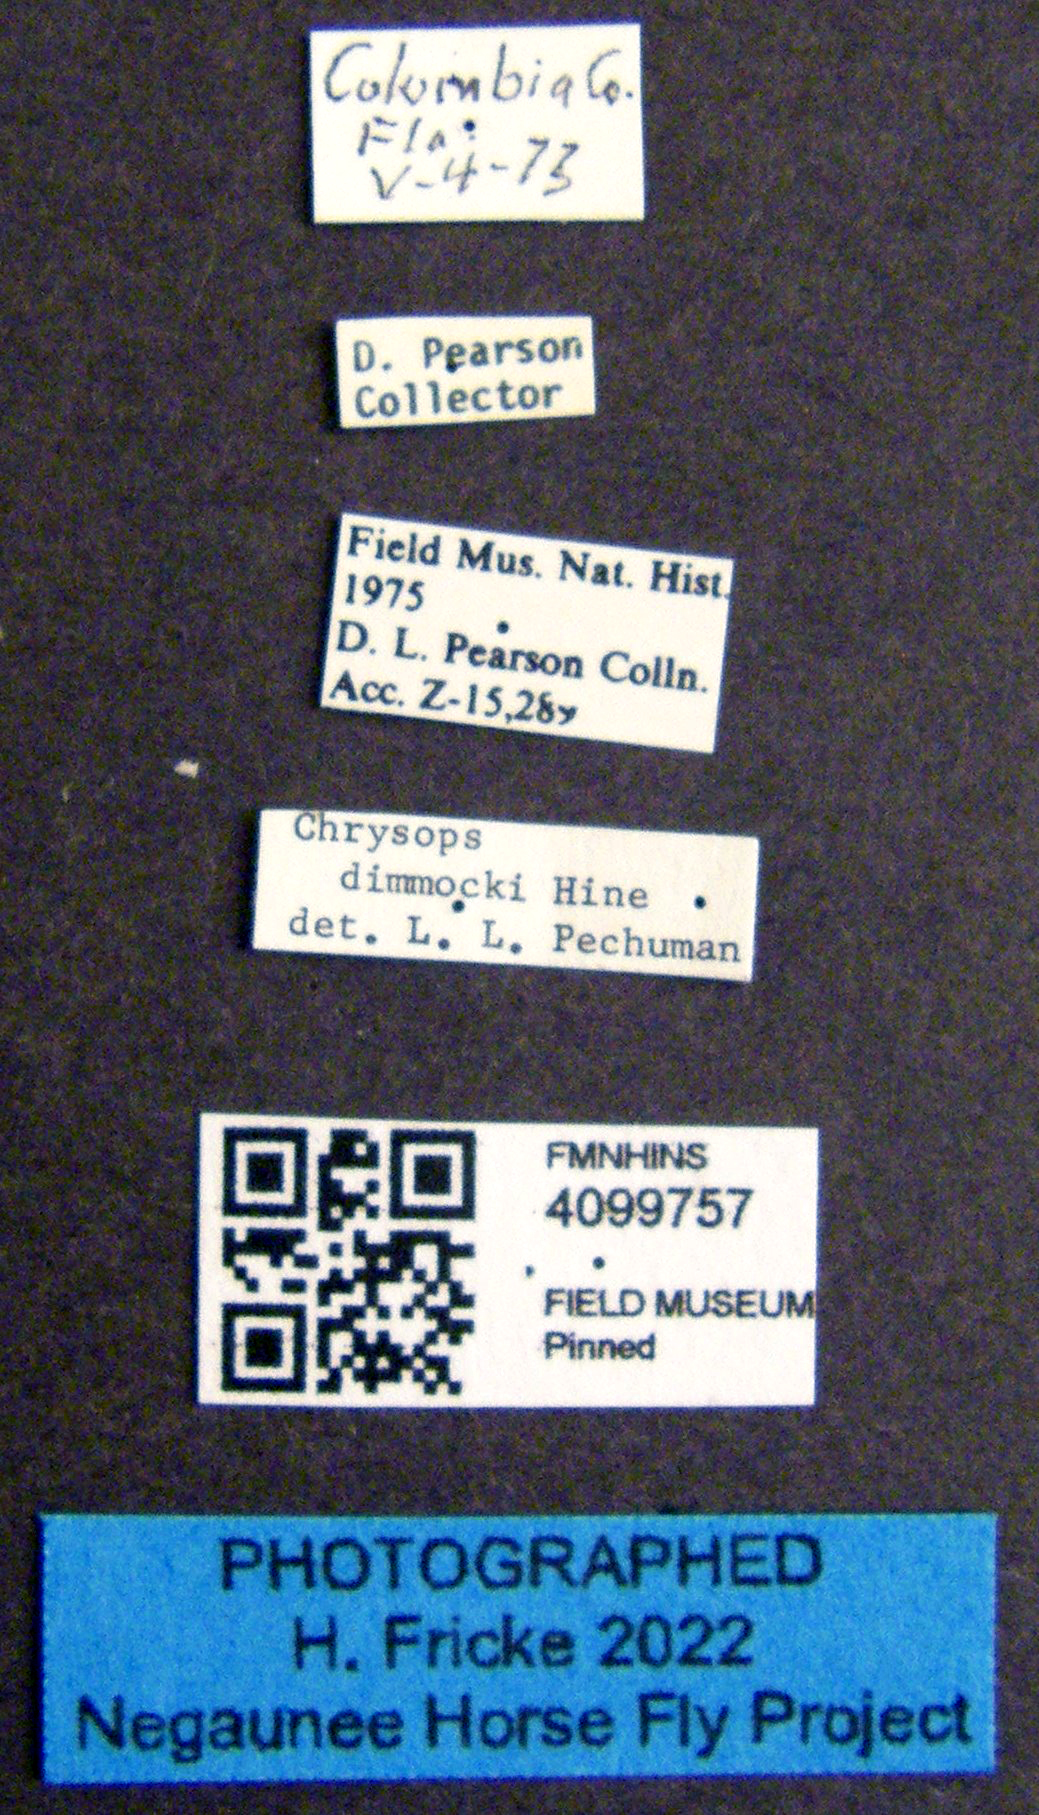 Columbia Co.
Fla.
V-4-73
D. Pearson
Collector
Field Mus. Nat. Hist.
1975
D. L. Pearson Colln.
Acc. Z-15,289
Chrysops
dimmocki Hine
det. L. L. Pechuman
FMNHINS
4099757
FIELD MUSEUM
Pinned
PHOTOGRAPHED
H. Fricke 2022
Negaunee Horse Fly Project